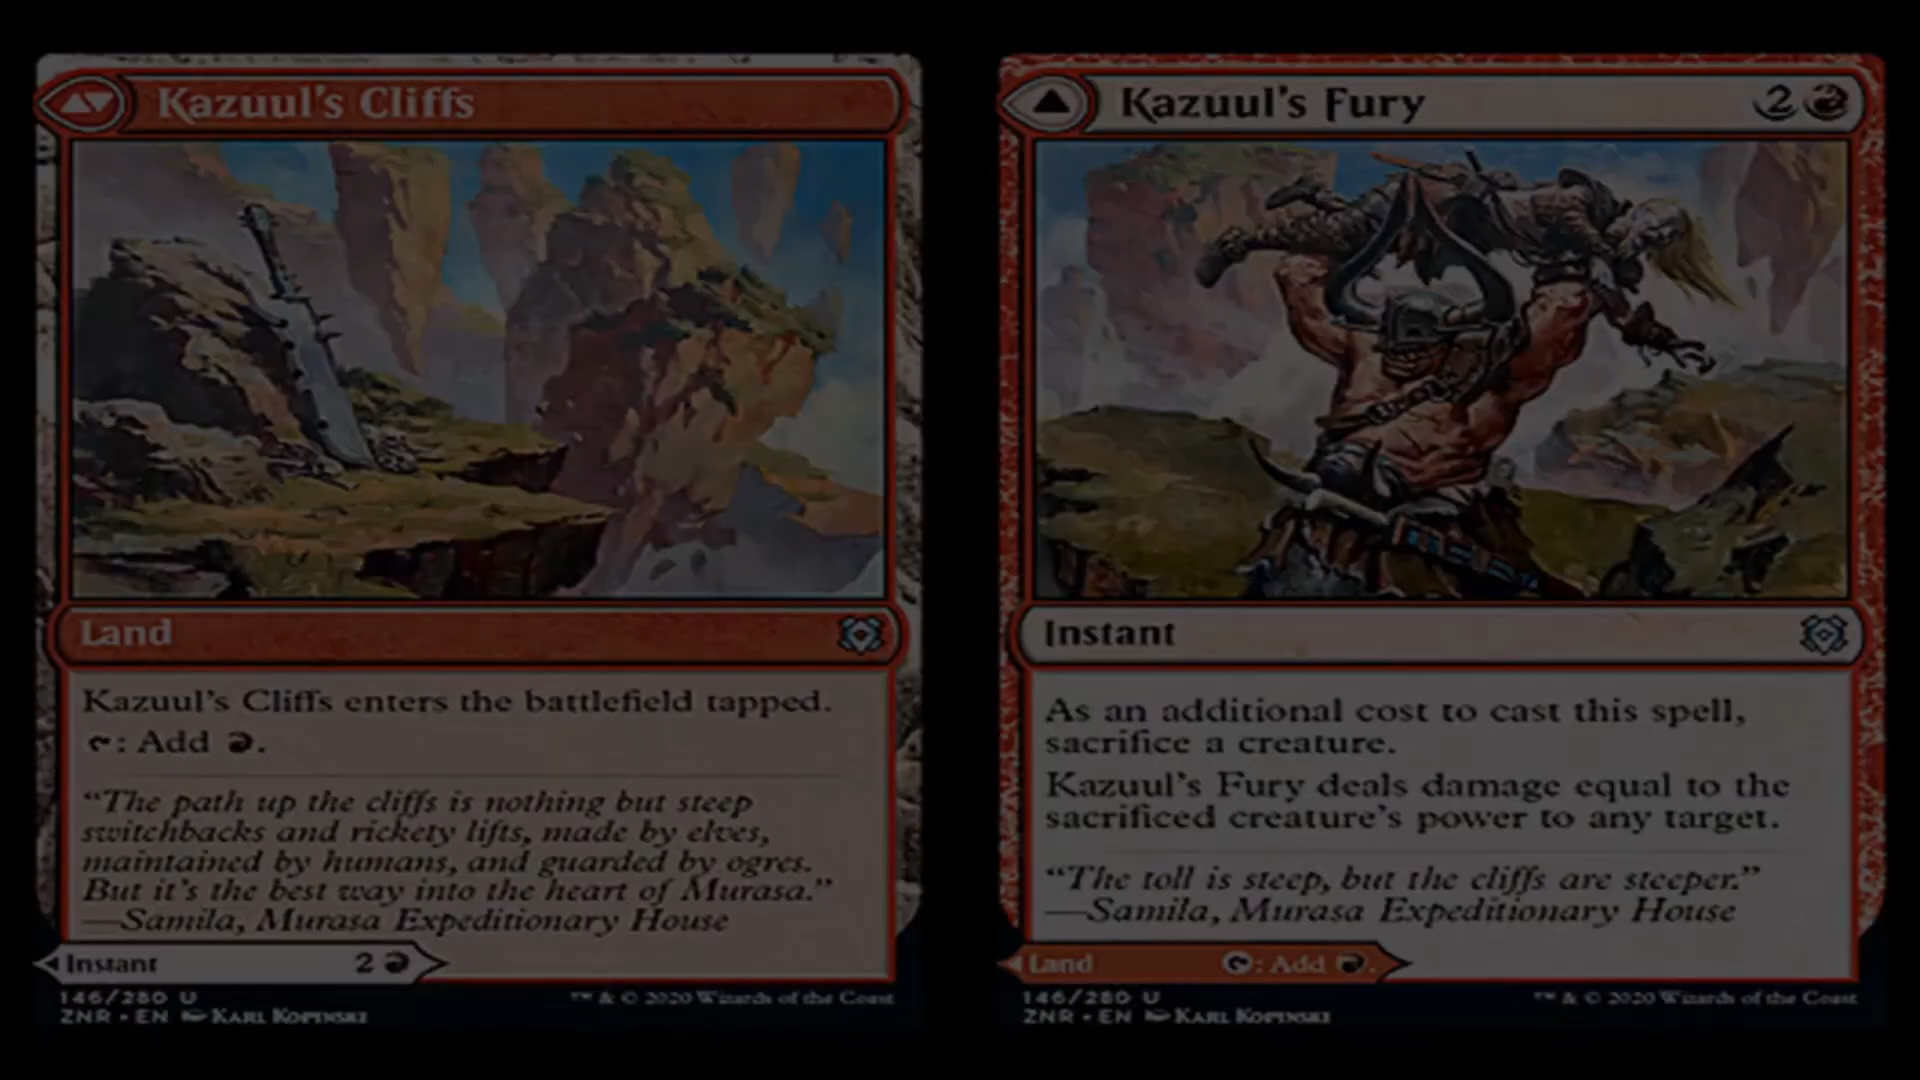 Kazuul's Cliffs
Land
Kazuul's Cliffs enters the battlefield tapped.
: Add .
“The path up the cliffs is nothing but steep
switchbacks and rickety lifts, made by elves,
maintained by humans, and guarded by ogres.
But it's the best way into the heart of Murasa.”
—Samila, Murasa Expeditionary House
Instant 2
146/280 U
ZNR • EN Karl Kopinski
™ & © 2020 Wizards of the Coast
Kazuul's Fury 2
Instant
As an additional cost to cast this spell,
sacrifice a creature.
Kazuul's Fury deals damage equal to the
sacrificed creature's power to any target.
“The toll is steep, but the cliffs are steeper.”
—Samila, Murasa Expeditionary House
Land : Add .
146/280 U
ZNR • EN Karl Kopinski
™ & © 2020 Wizards of the Coast